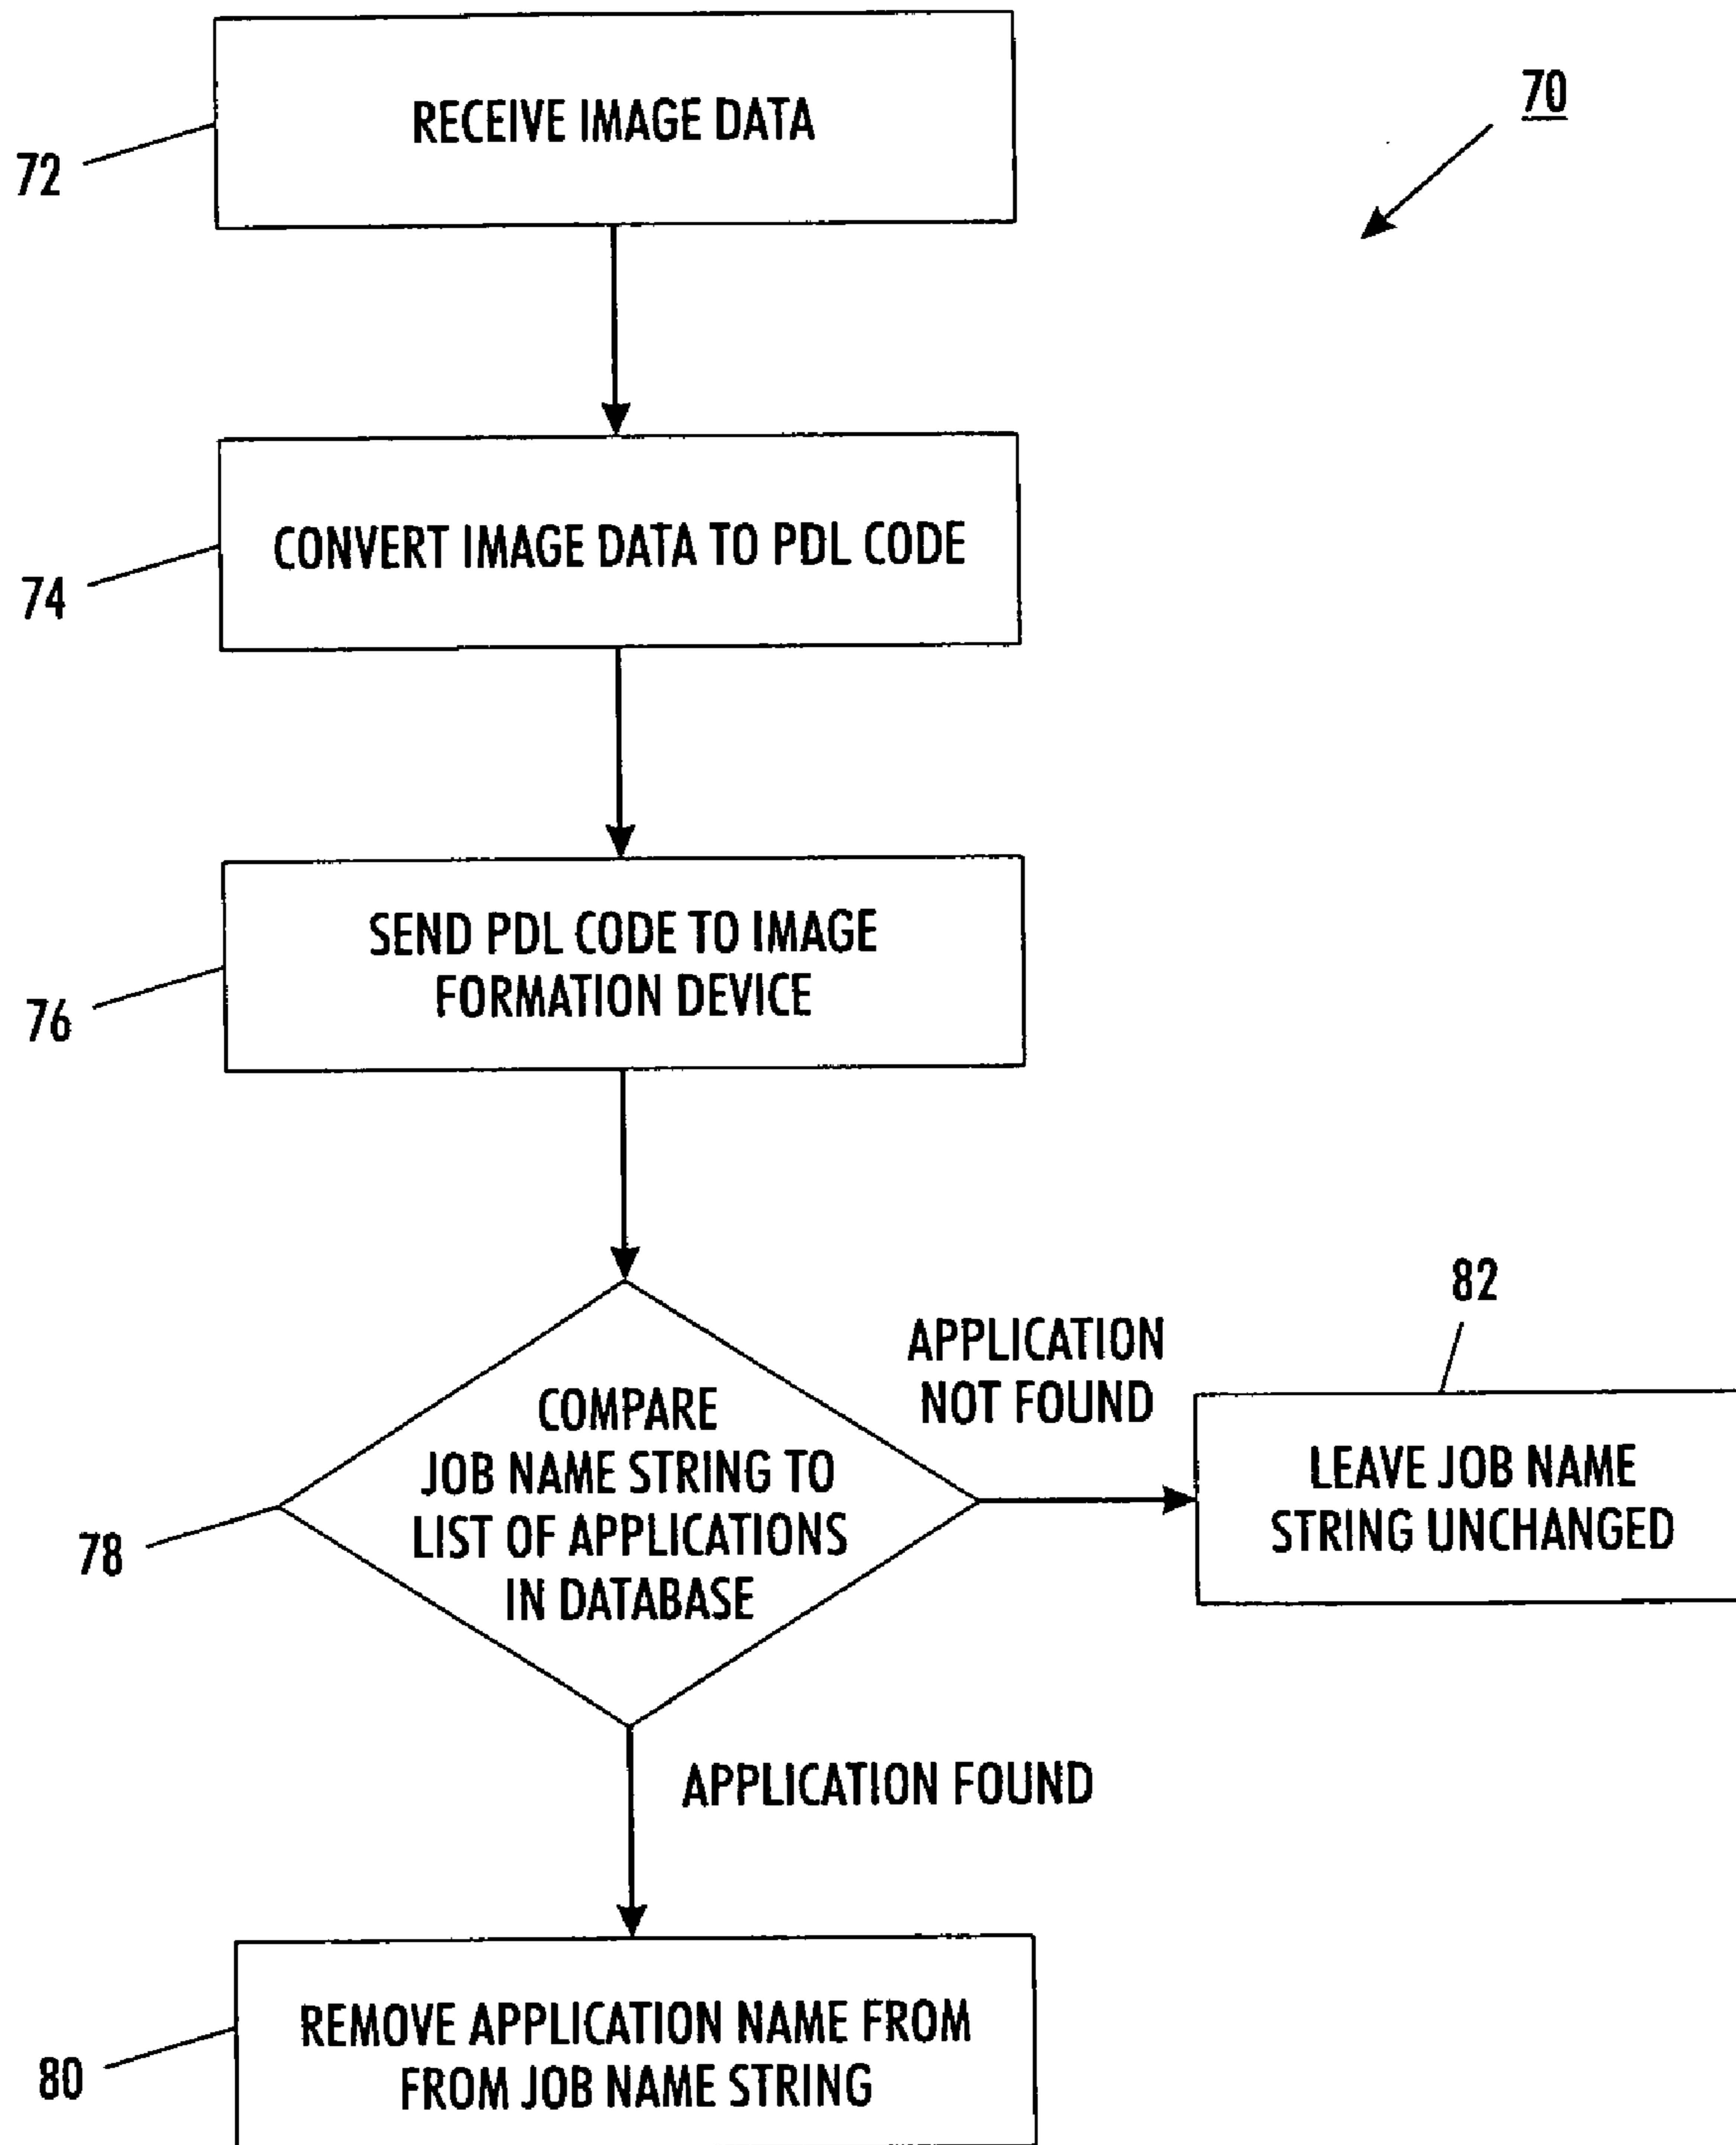 RECEIVE IMAGE DATA
70
72
CONVERT IMAGE DATA TO PDL CODE
74
SEND PDL CODE TO IMAGE
FORMATION DEVICE
76
COMPARE
JOB NAME STRING TO
LIST OF APPLICATIONS
IN DATABASE
78
APPLICATION
NOT FOUND
82
LEAVE JOB NAME
STRING UNCHANGED
APPLICATION FOUND
REMOVE APPLICATION NAME FROM
FROM JOB NAME STRING
80